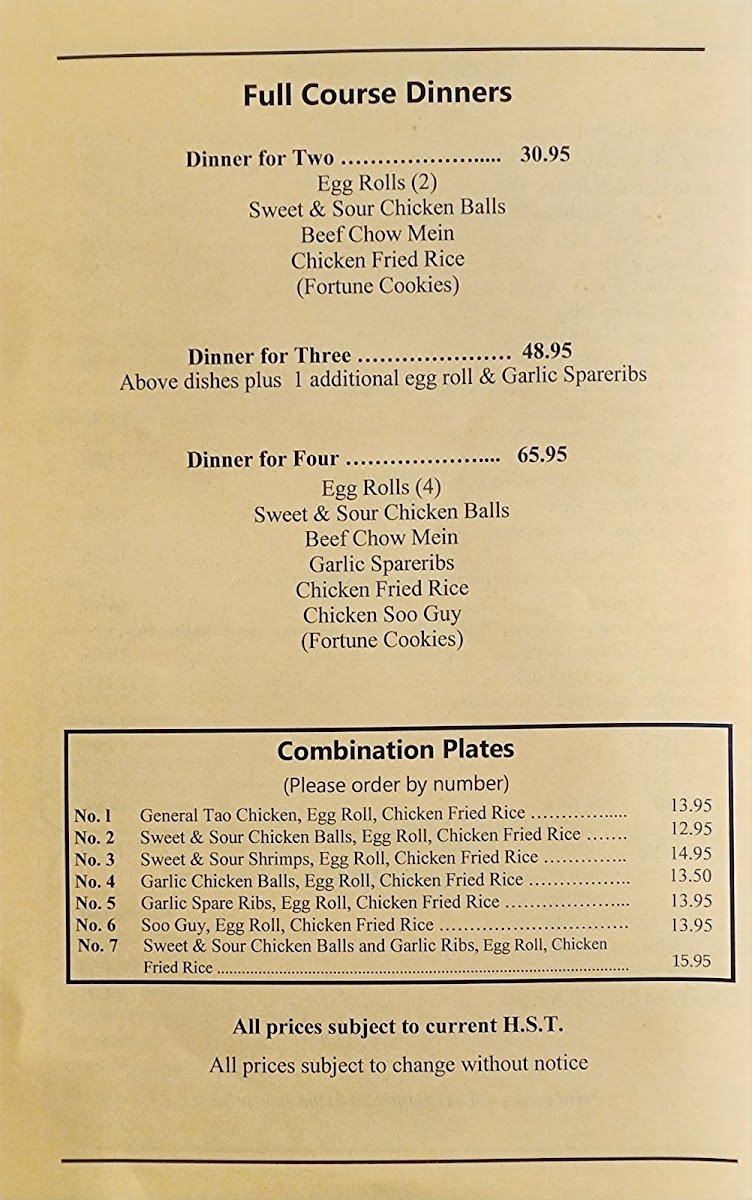 Full Course Dinners
Dinner for Two ........................... 30.95
Egg Rolls (2)
Sweet & Sour Chicken Balls
Beef Chow Mein
Chicken Fried Rice
(Fortune Cookies)
Dinner for Three ..................... 48.95
Above dishes plus 1 additional egg roll & Garlic Spareribs
Dinner for Four ......................... 65.95
Egg Rolls (4)
Sweet & Sour Chicken Balls
Beef Chow Mein
Garlic Spareribs
Chicken Fried Rice
Chicken Soo Guy
(Fortune Cookies)
Combination Plates
(Please order by number)
No. 1 General Tao Chicken, Egg Roll, Chicken Fried Rice ................. 13.95
No. 2 Sweet & Sour Chicken Balls, Egg Roll, Chicken Fried Rice ....... 12.95
No. 3 Sweet & Sour Shrimps, Egg Roll, Chicken Fried Rice .............. 14.95
No. 4 Garlic Chicken Balls, Egg Roll, Chicken Fried Rice ................. 13.50
No. 5 Garlic Spare Ribs, Egg Roll, Chicken Fried Rice ..................... 13.95
No. 6 Soo Guy, Egg Roll, Chicken Fried Rice ................................ 13.95
No. 7 Sweet & Sour Chicken Balls and Garlic Ribs, Egg Roll, Chicken
Fried Rice ................................................................................ 15.95
All prices subject to current H.S.T.
All prices subject to change without notice